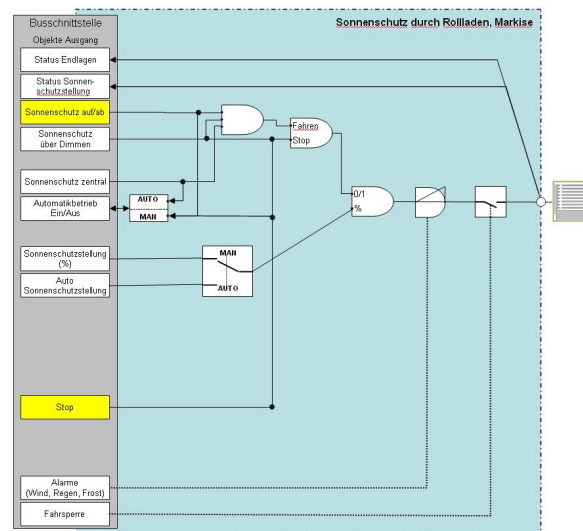 Busschnittstelle
Sonnenschutz durch Rollladen, Markise
Objekte Ausgang
Status Endlagen
Status Sonnen-
schutzstellung
Sonnenschutz auf/ab
Sonnenschutz
über Dimmen
Fahren
Stop
Sonnenschutz zentral
Automatikbetrieb
Ein/Aus
AUTO
MAN
0/1
%
Sonnenschutzstellung
(%)
Auto
Sonnenschutzstellung
MAN
AUTO
Stop
Alarme
(Wind, Regen, Frost)
Fahrsperre